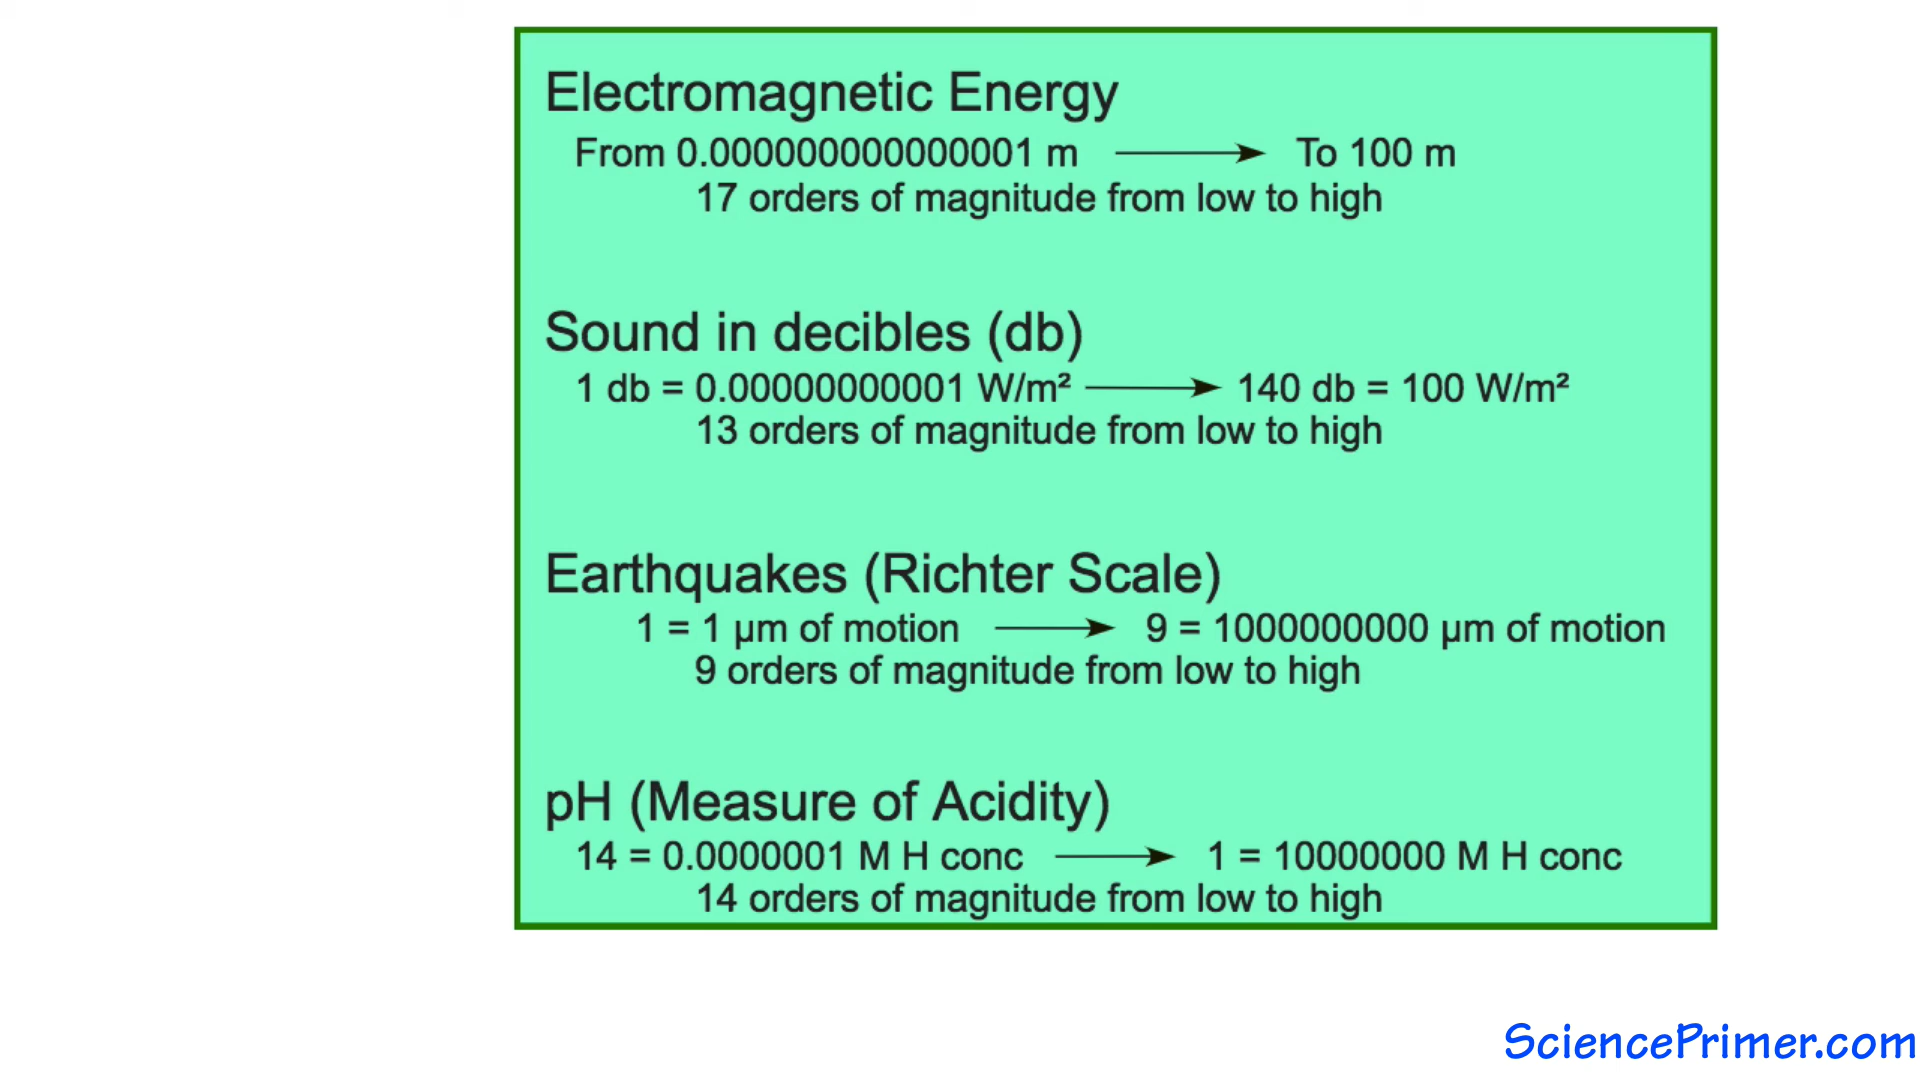 Electromagnetic Energy
From 0.000000000000001 m To 100 m
17 orders of magnitude from low to high
Sound in decibles (db)
1 db = 0.00000000001 W/m² 140 db = 100 W/m²
13 orders of magnitude from low to high
Earthquakes (Richter Scale)
1 = 1 µm of motion 9 = 1000000000 µm of motion
9 orders of magnitude from low to high
pH (Measure of Acidity)
14 = 0.0000001 M H conc 1 = 10000000 M H conc
14 orders of magnitude from low to high
SciencePrimer.com